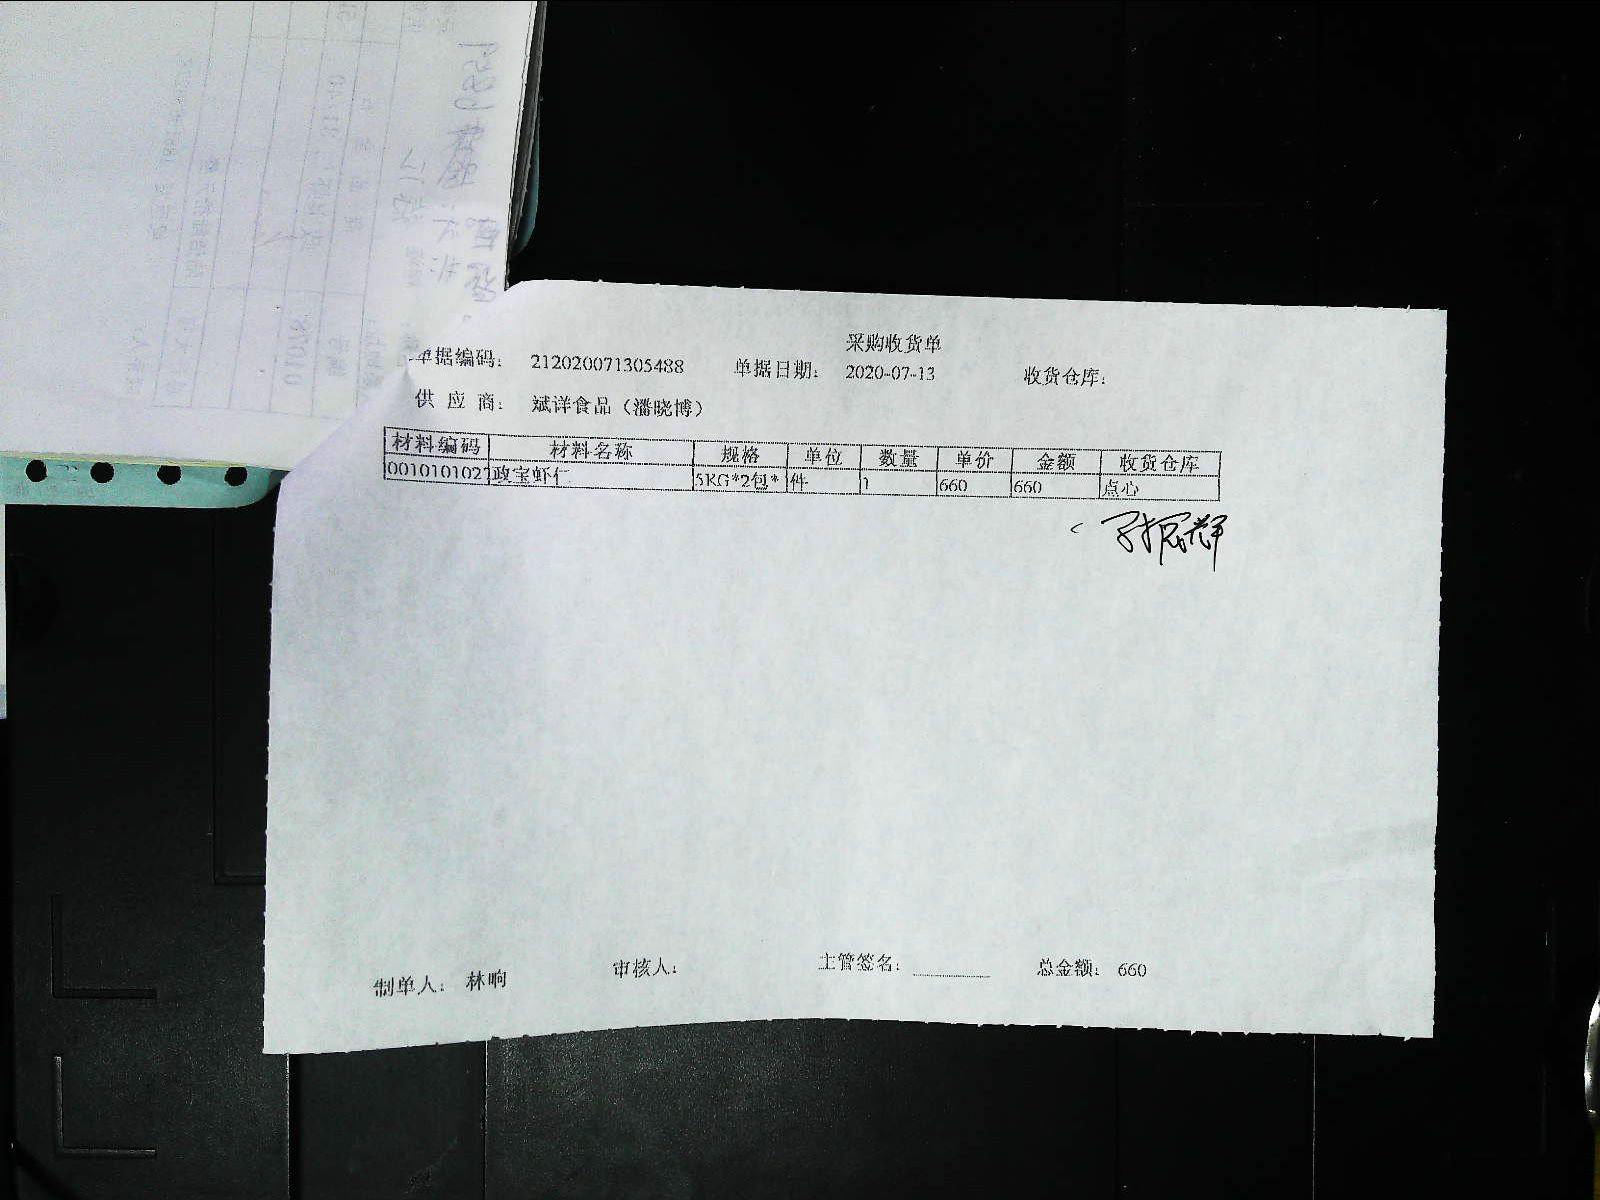 采购收货单
单据编码: 212020071305488 单据日期: 2020-07-13 收货仓库:
供应商: 斌详食品（潘晓博）
材料编码 材料名称 规格 单位 数量 单价 金额 收货仓库
0010101027 政宝虾仁 5KG*2包* 件 1 660 660 点心
制单人: 林响 审核人: 主管签名: 总金额: 660